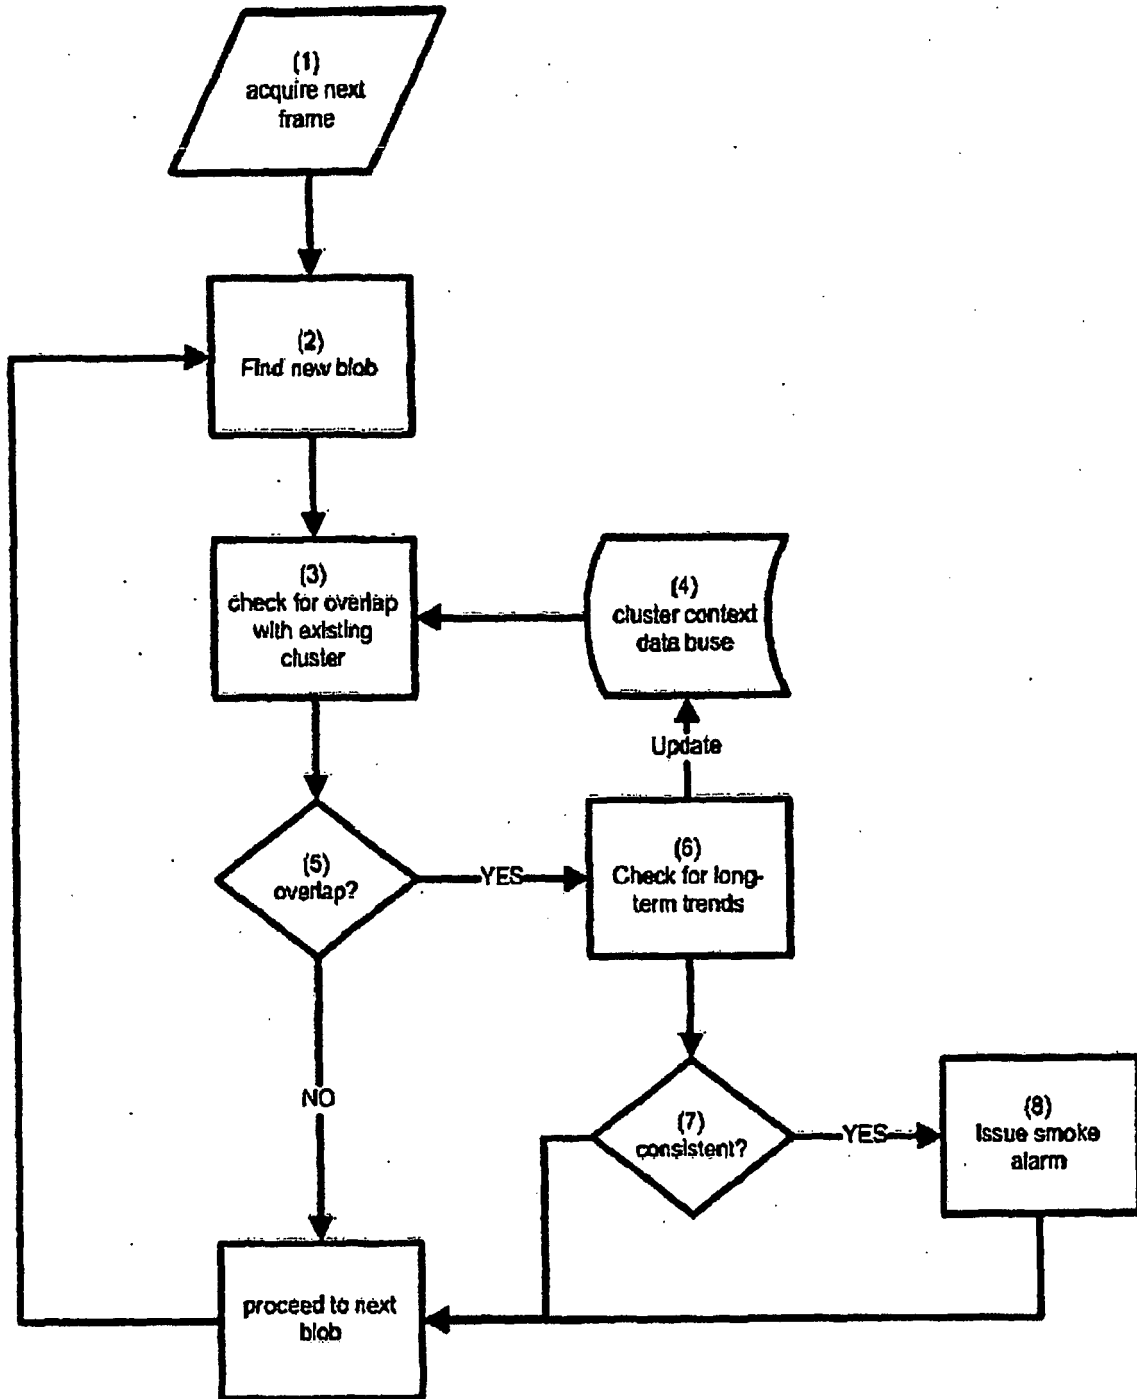 (1)
acquire next
frame
(2)
Find new blob
(3)
check for overlap
with existing
cluster
(4)
cluster context
data buse
Update
(5)
overlap?
YES
(6)
Check for long-
term trends
NO
(7)
consistent?
YES
(8)
Issue smoke
alarm
proceed to next
blob